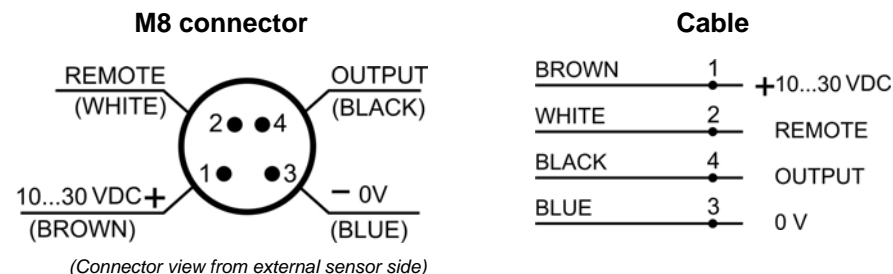 M8 connector
REMOTE
(WHITE)
OUTPUT
(BLACK)
2 4
1 3
10...30 VDC+
(BROWN)
− 0V
(BLUE)
(Connector view from external sensor side)
Cable
BROWN 1 +10...30 VDC
WHITE 2 REMOTE
BLACK 4 OUTPUT
BLUE 3 0 V